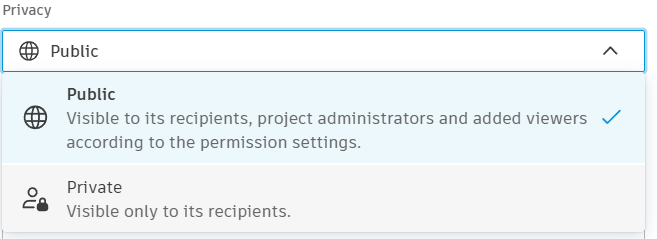 Privacy
Public
Public
Visible to its recipients, project administrators and added viewers
according to the permission settings.
Private
Visible only to its recipients.